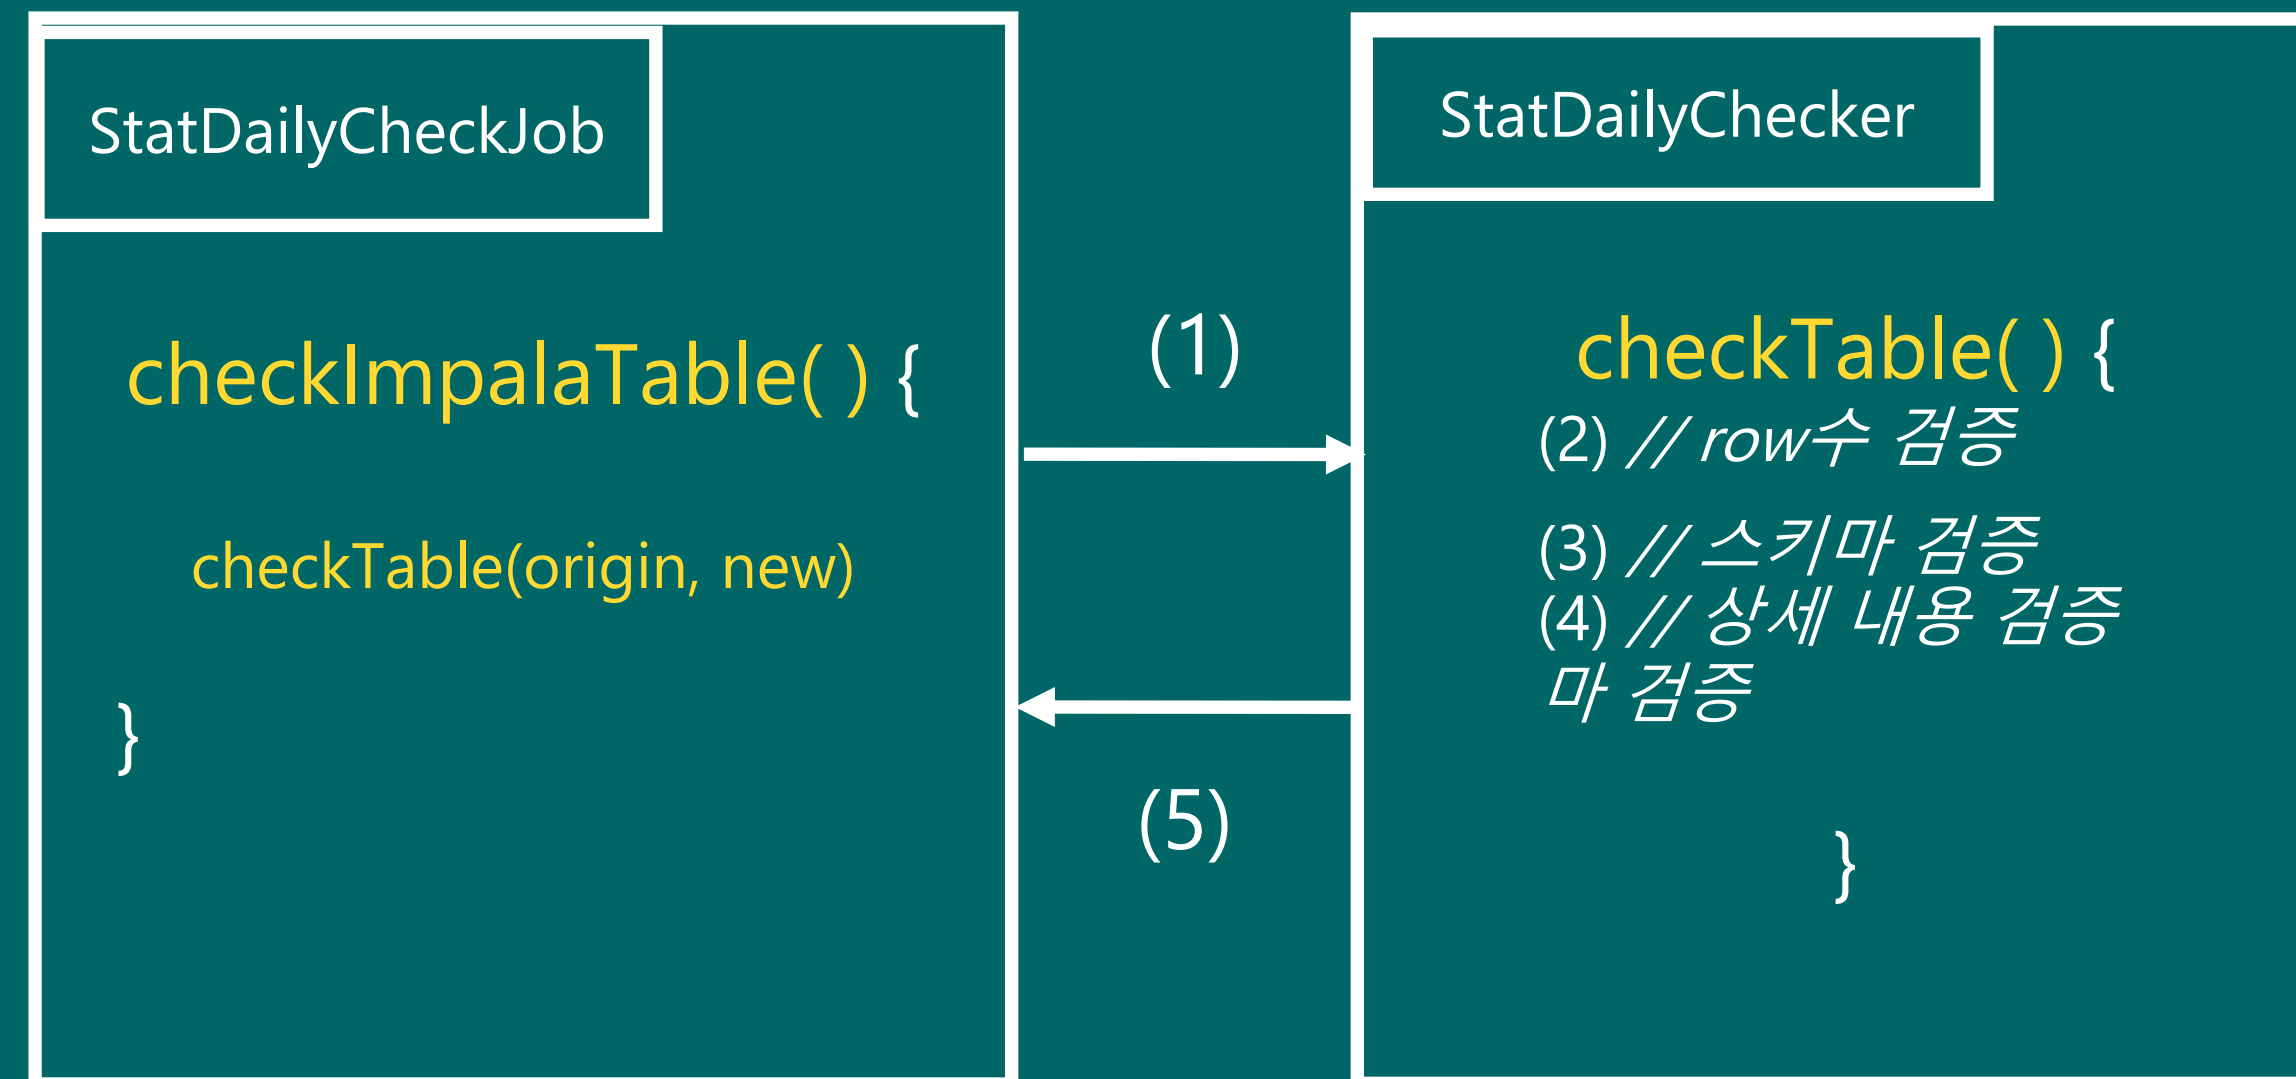 StatDailyCheckJob
checkImpalaTable( ) {
checkTable(origin, new)
}
(1)
(5)
StatDailyChecker
checkTable( ) {
(2) // row수 검증
(3) // 스키마 검증
(4) // 상세 내용 검증
마 검증
}